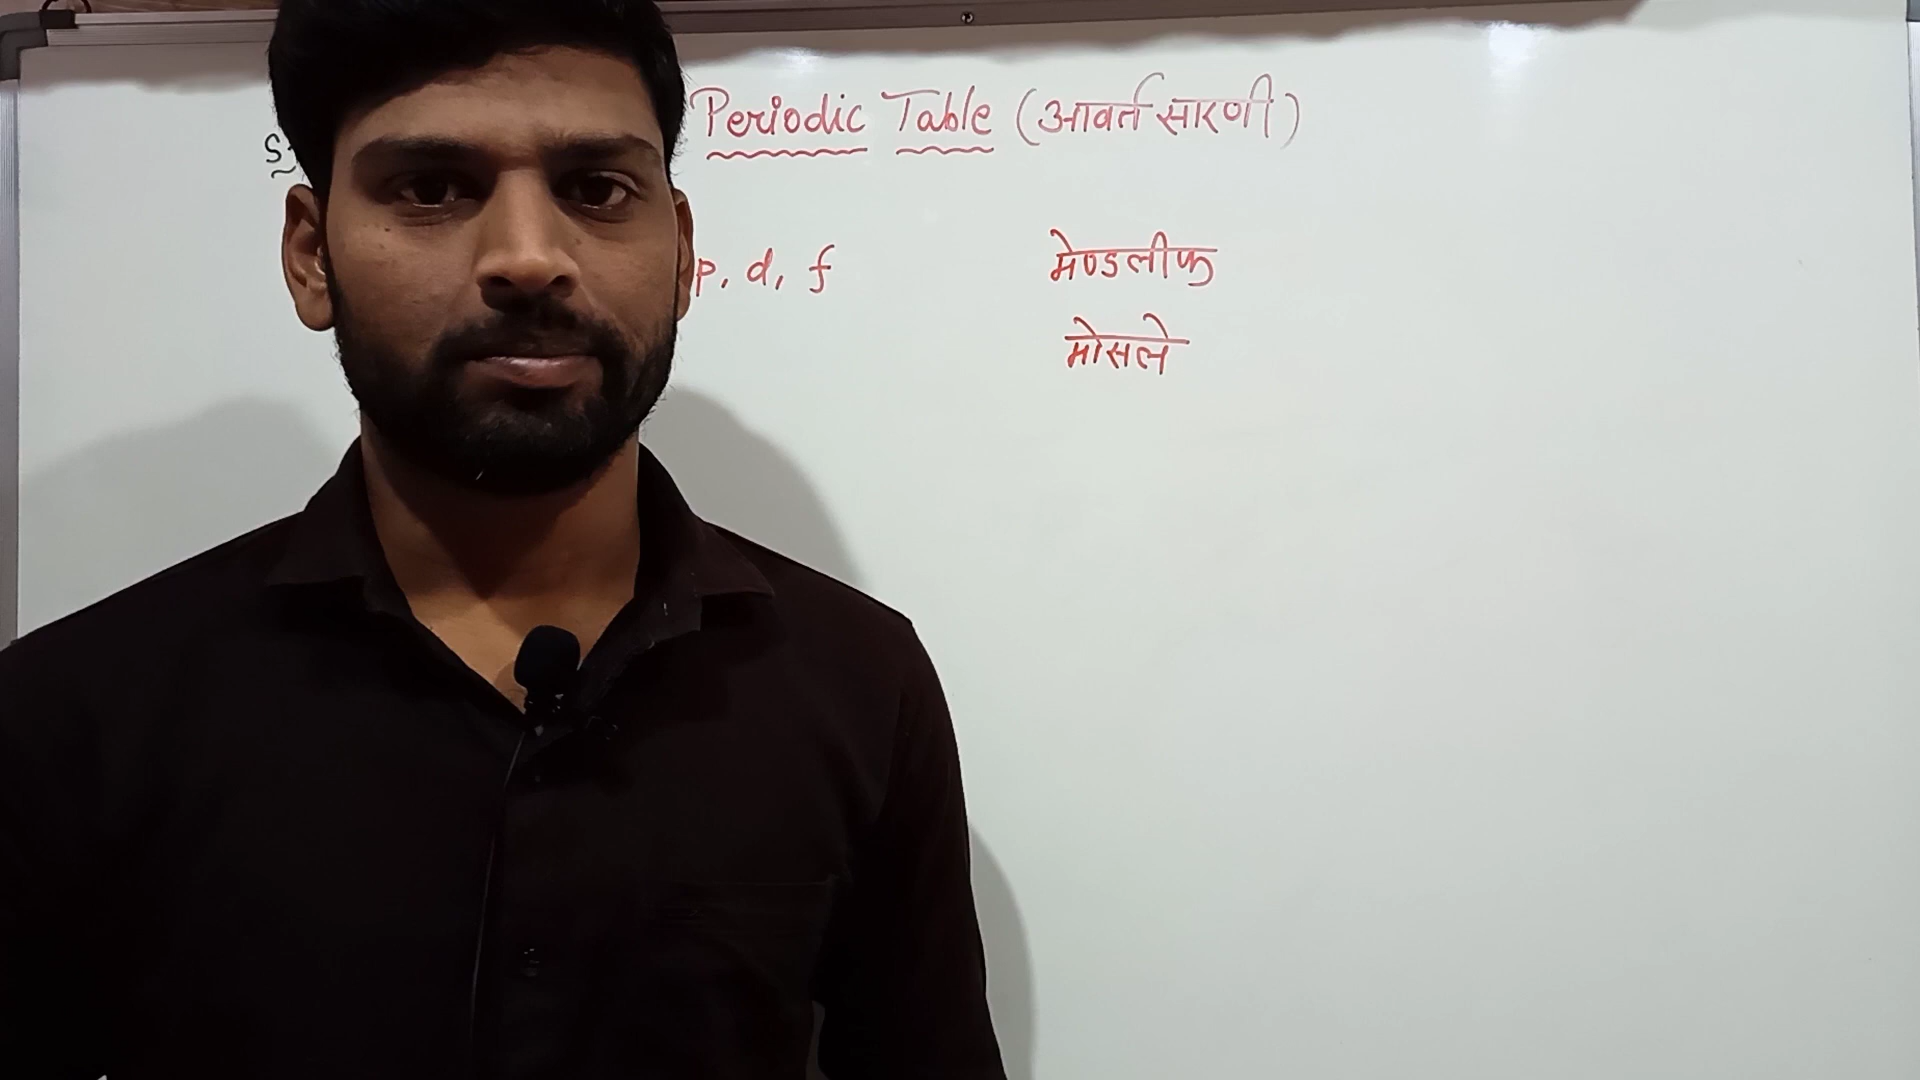 Periodic Table (आवर्त सारणी)
p, d, f
मेण्डलीफ
मोसले